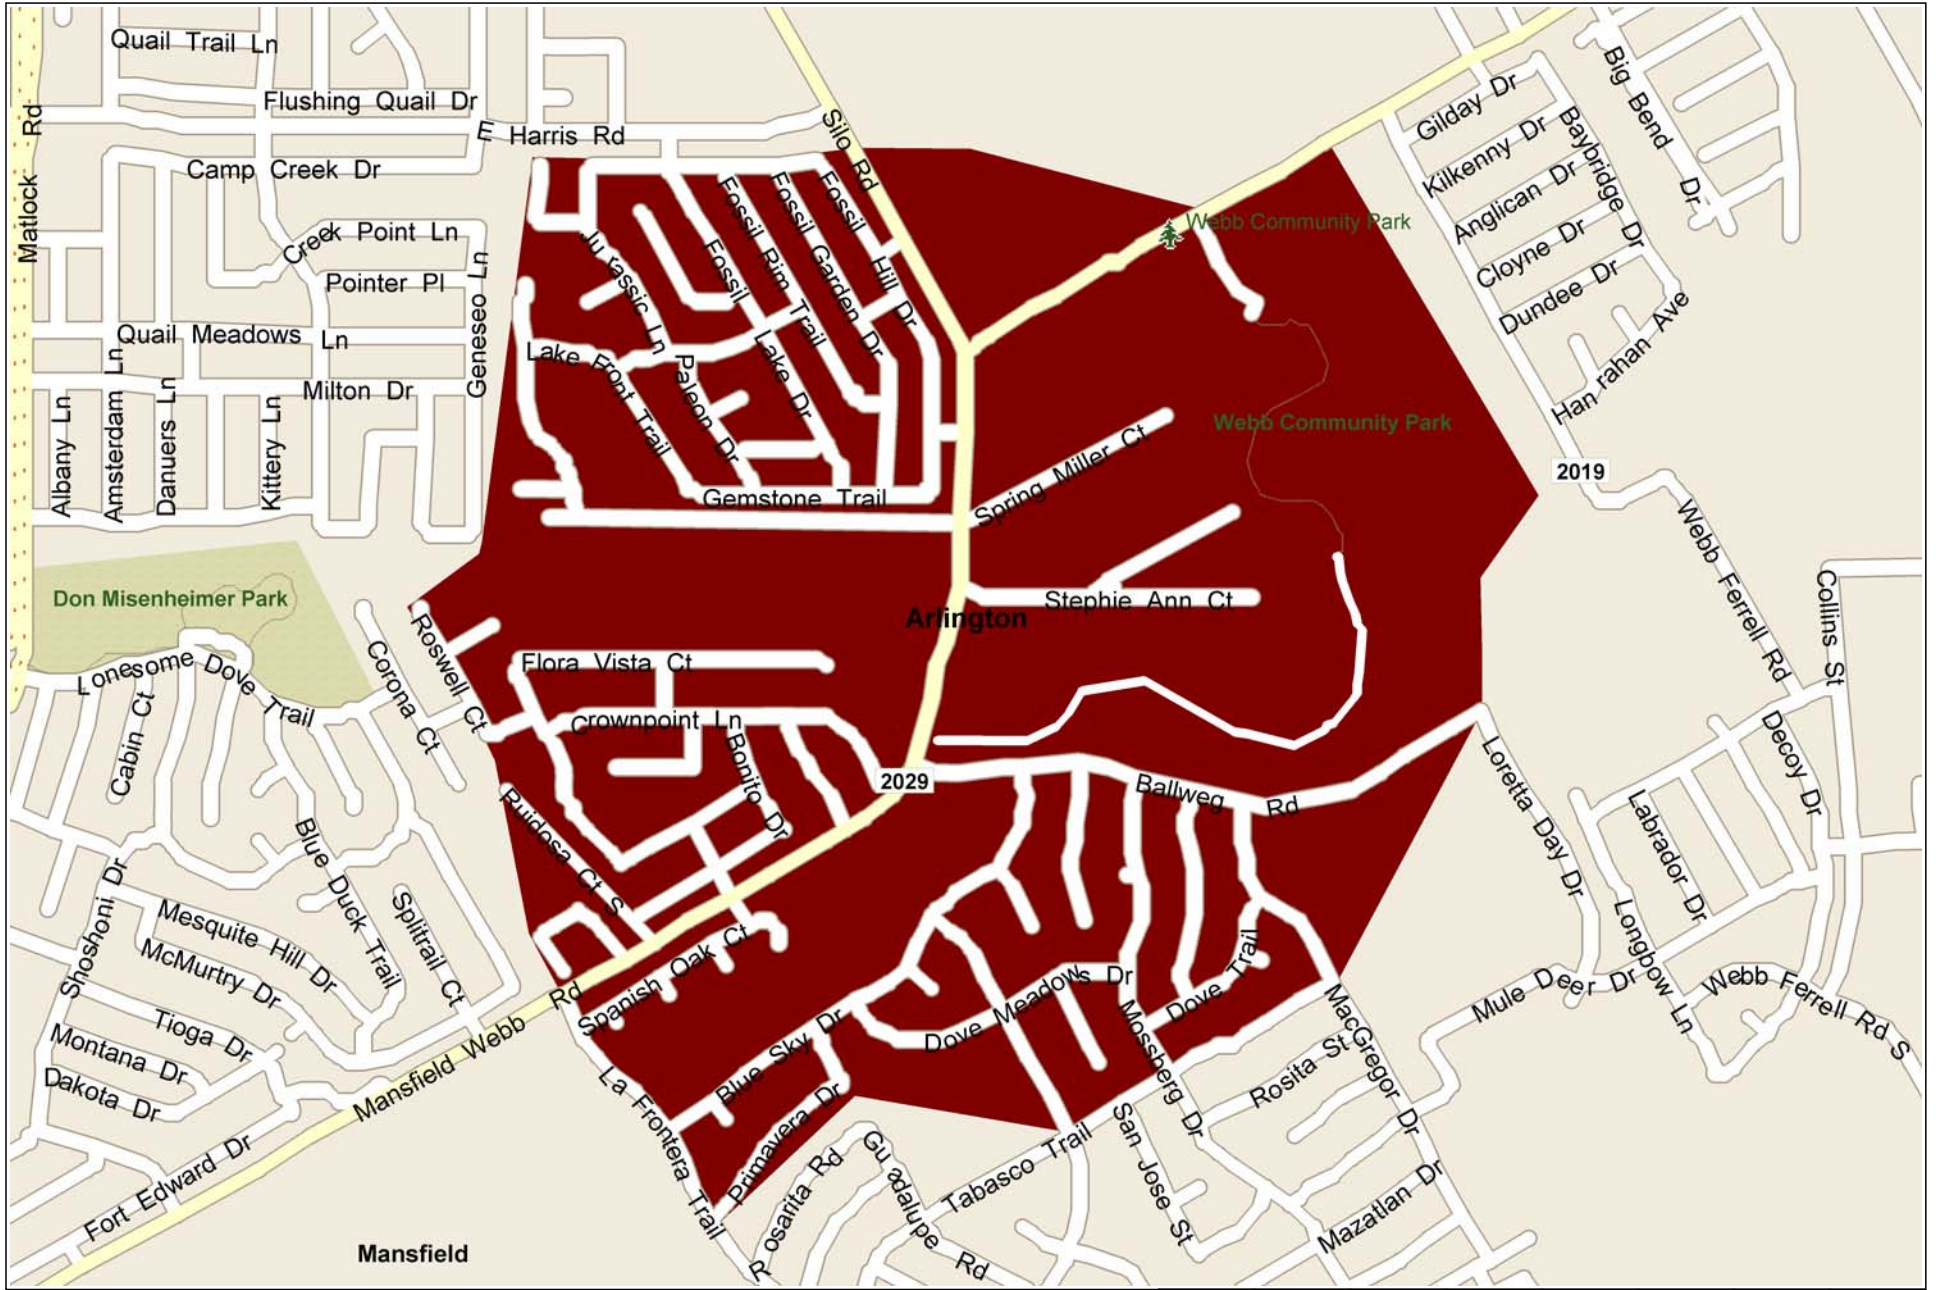 Quail Trail Ln
Flushing Quail Dr
E Harris Rd
Matlock Rd
Camp Creek Dr
Creek Point Ln
Pointer Pl
Geneseo Ln
Quail Meadows Ln
Milton Dr
Albany Ln
Amsterdam Ln
Danuers Ln
Kittery Ln
Don Misenheimer Park
Silo Rd
Fossil Hill Dr
Fossil Garden Dr
Fossil Rim Trail
Fossil Lake Dr
Jurassic Ln
Lake Front Trail
Paleon Dr
Gemstone Trail
Webb Community Park
Webb Community Park
Gilday Dr
Kilkenny Dr
Anglican Dr
Cloyne Dr
Dundee Dr
Baybridge Dr
Big Bend Dr
Hanrahan Ave
2019
Webb Ferrell Rd
Collins St
Spring Miller Ct
Stephie Ann Ct
Arlington
Lonesome Dove Trail
Cabin Ct
Corona Ct
Roswell Ct
Flora Vista Ct
Crownpoint Ln
Bonito Dr
2029
Ballweg Rd
Ruidosa Ct S
Loretta Day Dr
Decoy Dr
Labrador Dr
Longbow Ln
Webb Ferrell Rd S
Mule Deer Dr
Blue Duck Trail
Splitrail Ct
Shoshoni Dr
Mesquite Hill Dr
McMurtry Dr
Tioga Dr
Montana Dr
Dakota Dr
Fort Edward Dr
Mansfield Webb Rd
Spanish Oak Ct
Blue Sky Dr
Dove Meadows Dr
Dove Trail
Mossberg Dr
MacGregor Dr
Rosita St
La Frontera Trail
Primavera Dr
Rosarita Rd
Guadalupe Rd
Tabasco Trail
San Jose St
Mazatlan Dr
Mansfield